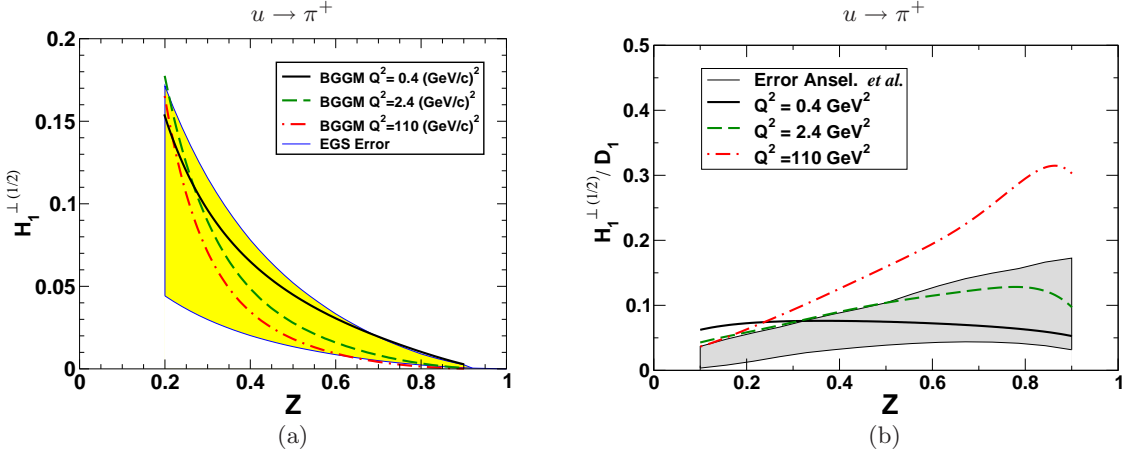 u → π⁺
0.2
0.15
0.1
0.05
0
H₁^⊥ (1/2)
BGGM Q²= 0.4 (GeV/c)²
BGGM Q²=2.4 (GeV/c)²
BGGM Q²=110 (GeV/c)²
EGS Error
0 0.2 0.4 0.6 0.8 1
Z
(a)
u → π⁺
0.5
0.4
0.3
0.2
0.1
0
H₁^⊥ (1/2)/ D₁
Error Ansel. et al.
Q² = 0.4 GeV²
Q² = 2.4 GeV²
Q² =110 GeV²
0 0.2 0.4 0.6 0.8 1
Z
(b)